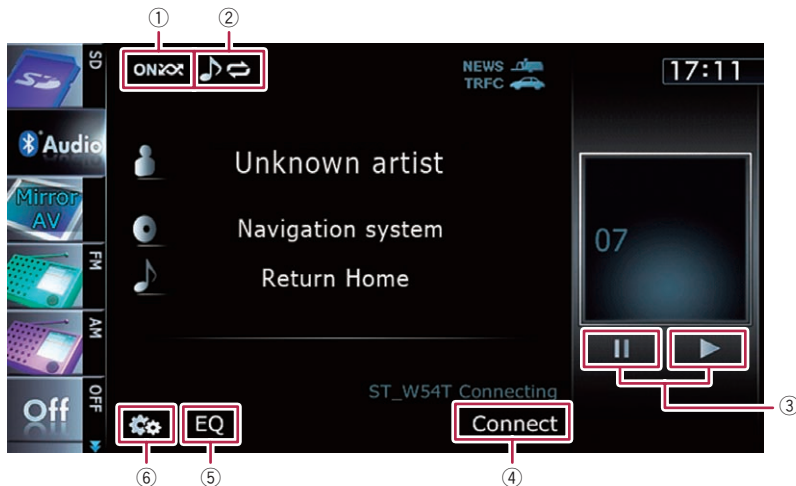 ① ②
SD
ON
NEWS
TRFC
17:11
Audio
Unknown artist
Mirror
AV
Navigation system
07
FM
Return Home
AM
ST_W54T Connecting
③
OFF
Off
EQ
Connect
⑥ ⑤ ④